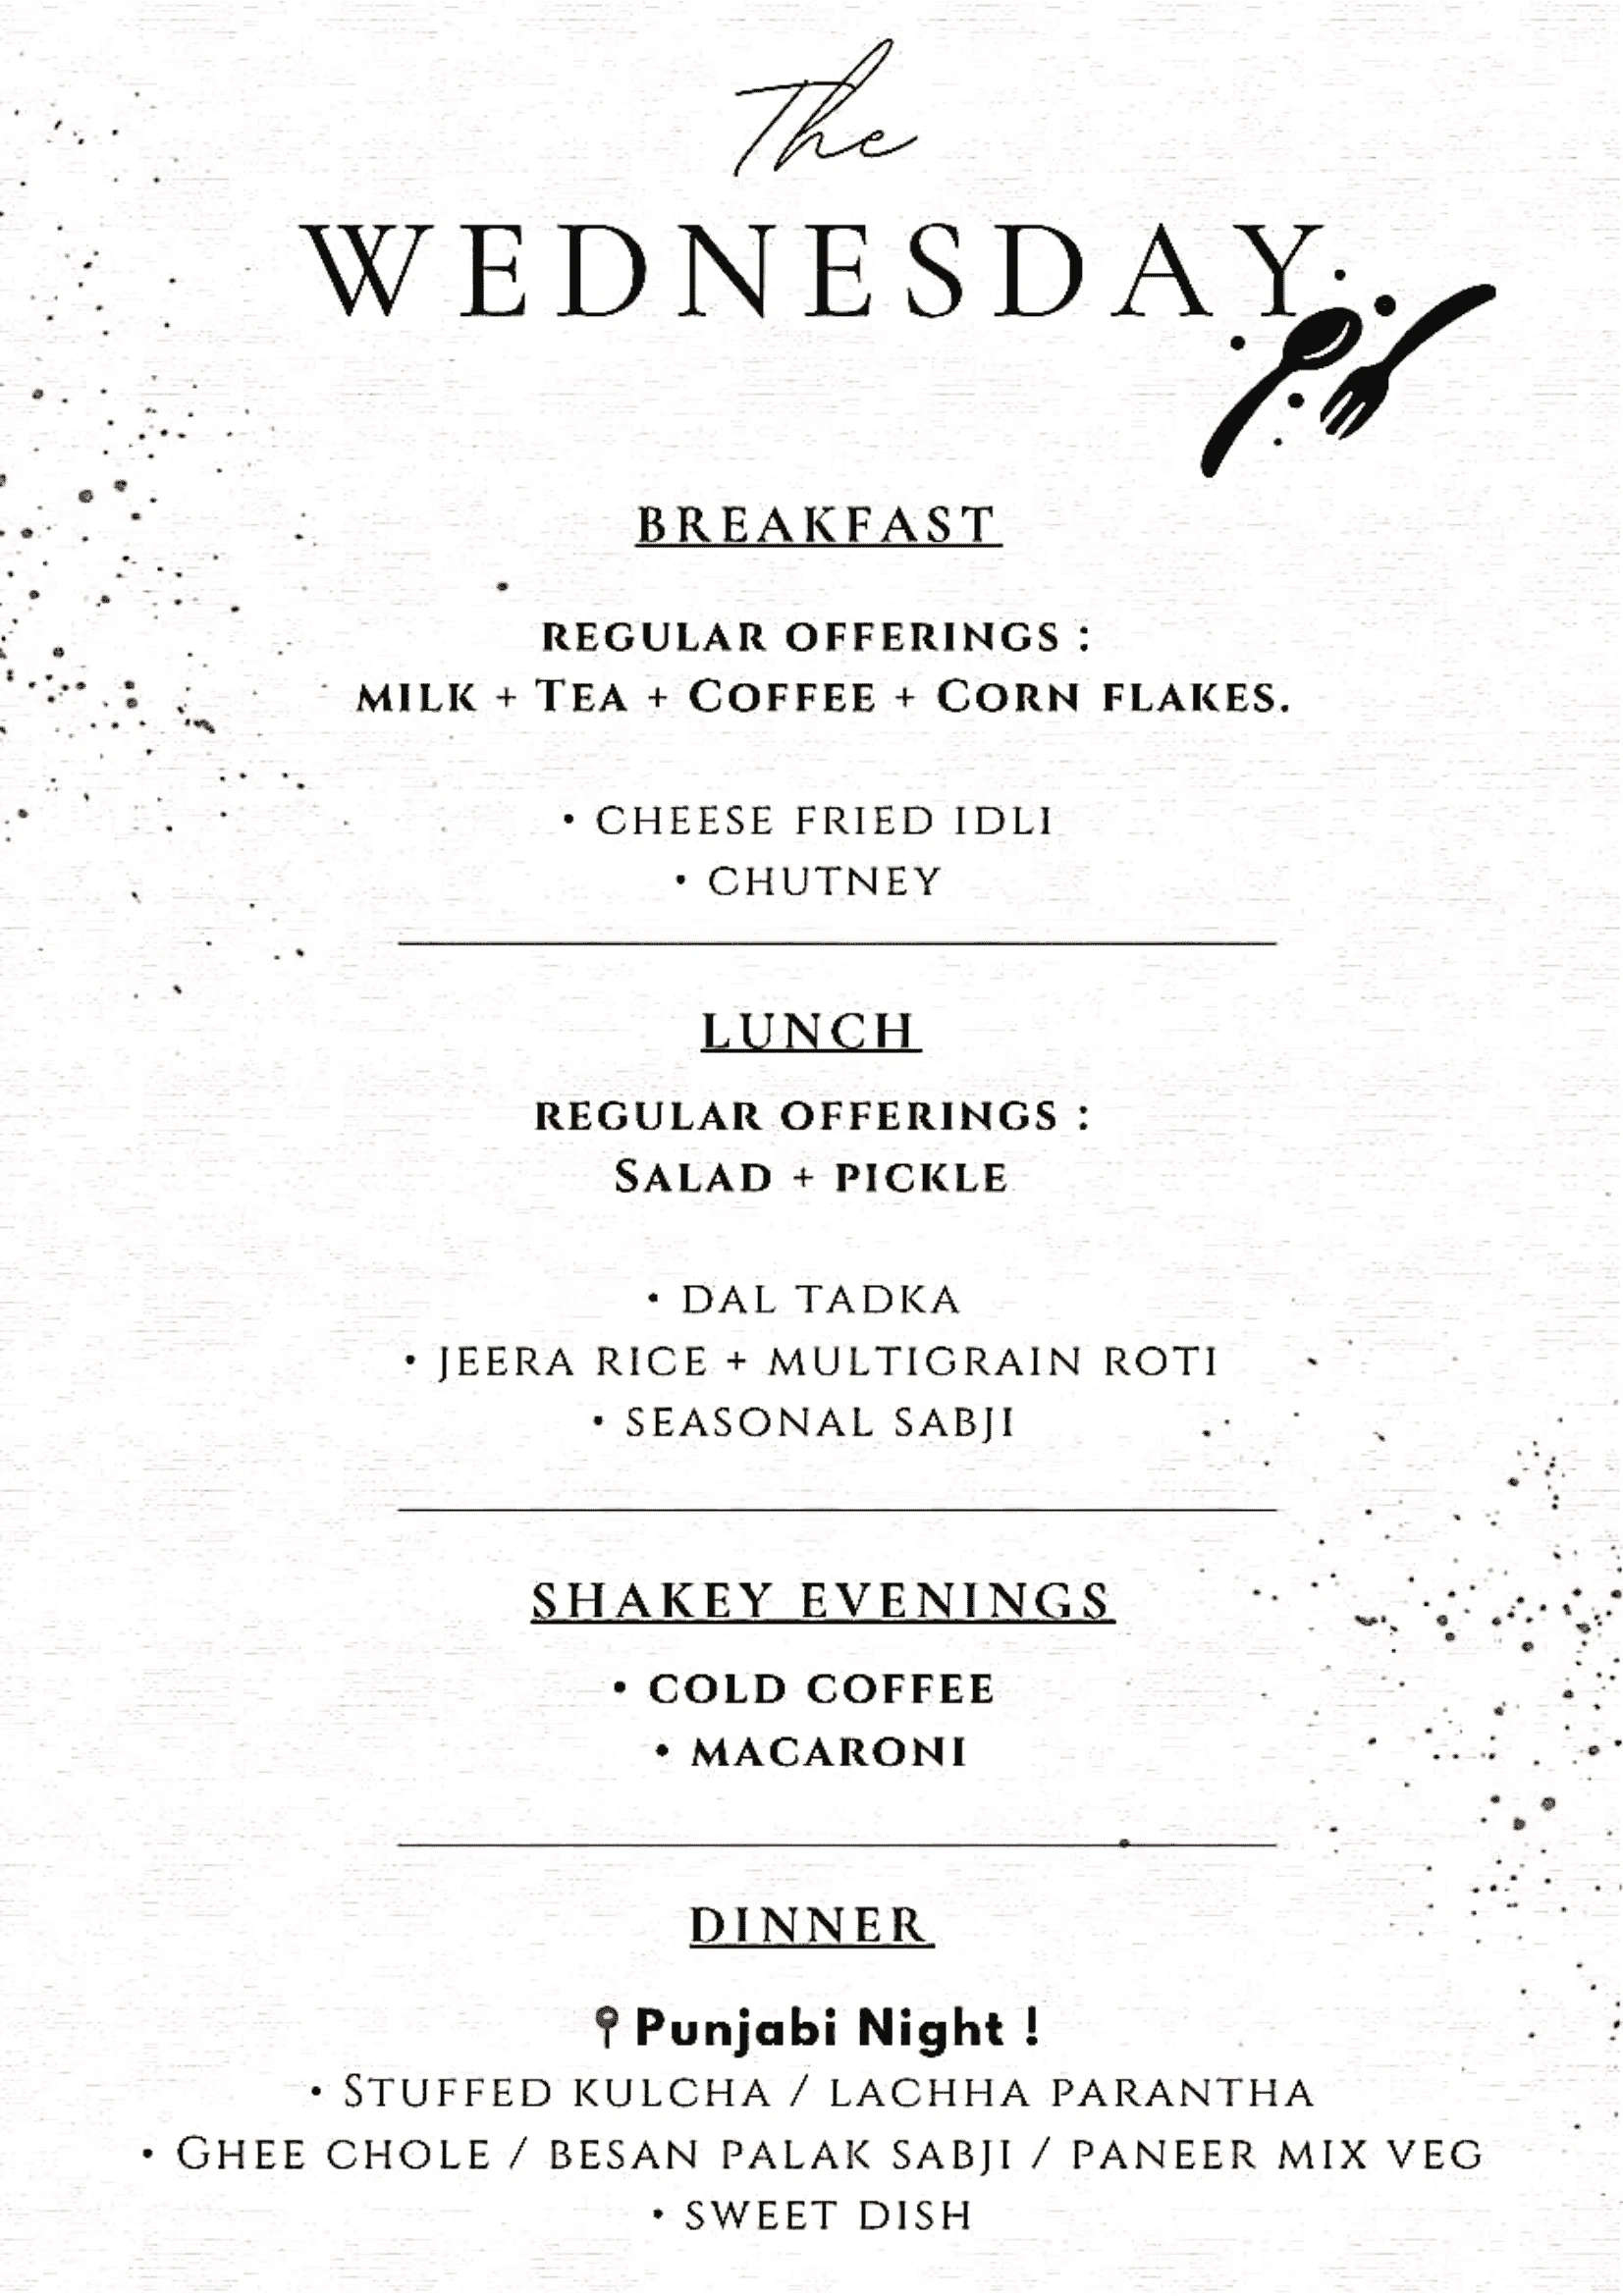 The
WEDNESDAY
BREAKFAST
REGULAR OFFERINGS :
MILK + TEA + COFFEE + CORN FLAKES.
• CHEESE FRIED IDLI
• CHUTNEY
LUNCH
REGULAR OFFERINGS :
SALAD + PICKLE
• DAL TADKA
• JEERA RICE + MULTIGRAIN ROTI
• SEASONAL SABJI
SHAKEY EVENINGS
• COLD COFFEE
• MACARONI
DINNER
Punjabi Night !
• STUFFED KULCHA / LACHHA PARANTHA
• GHEE CHOLE / BESAN PALAK SABJI / PANEER MIX VEG
• SWEET DISH